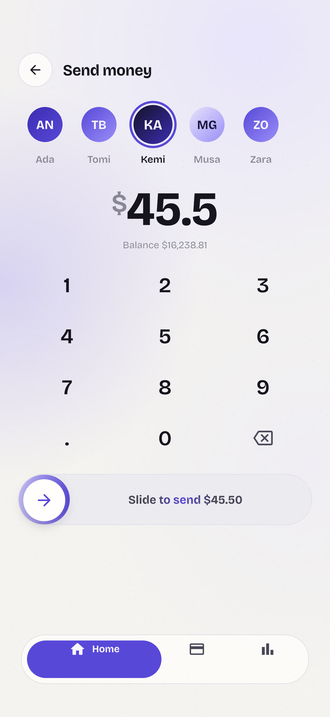 Send money
AN TB KA MG ZO
Ada Tomi Kemi Musa Zara
$45.5
Balance $16,238.81
1 2 3
4 5 6
7 8 9
. 0
Slide to send $45.50
Home